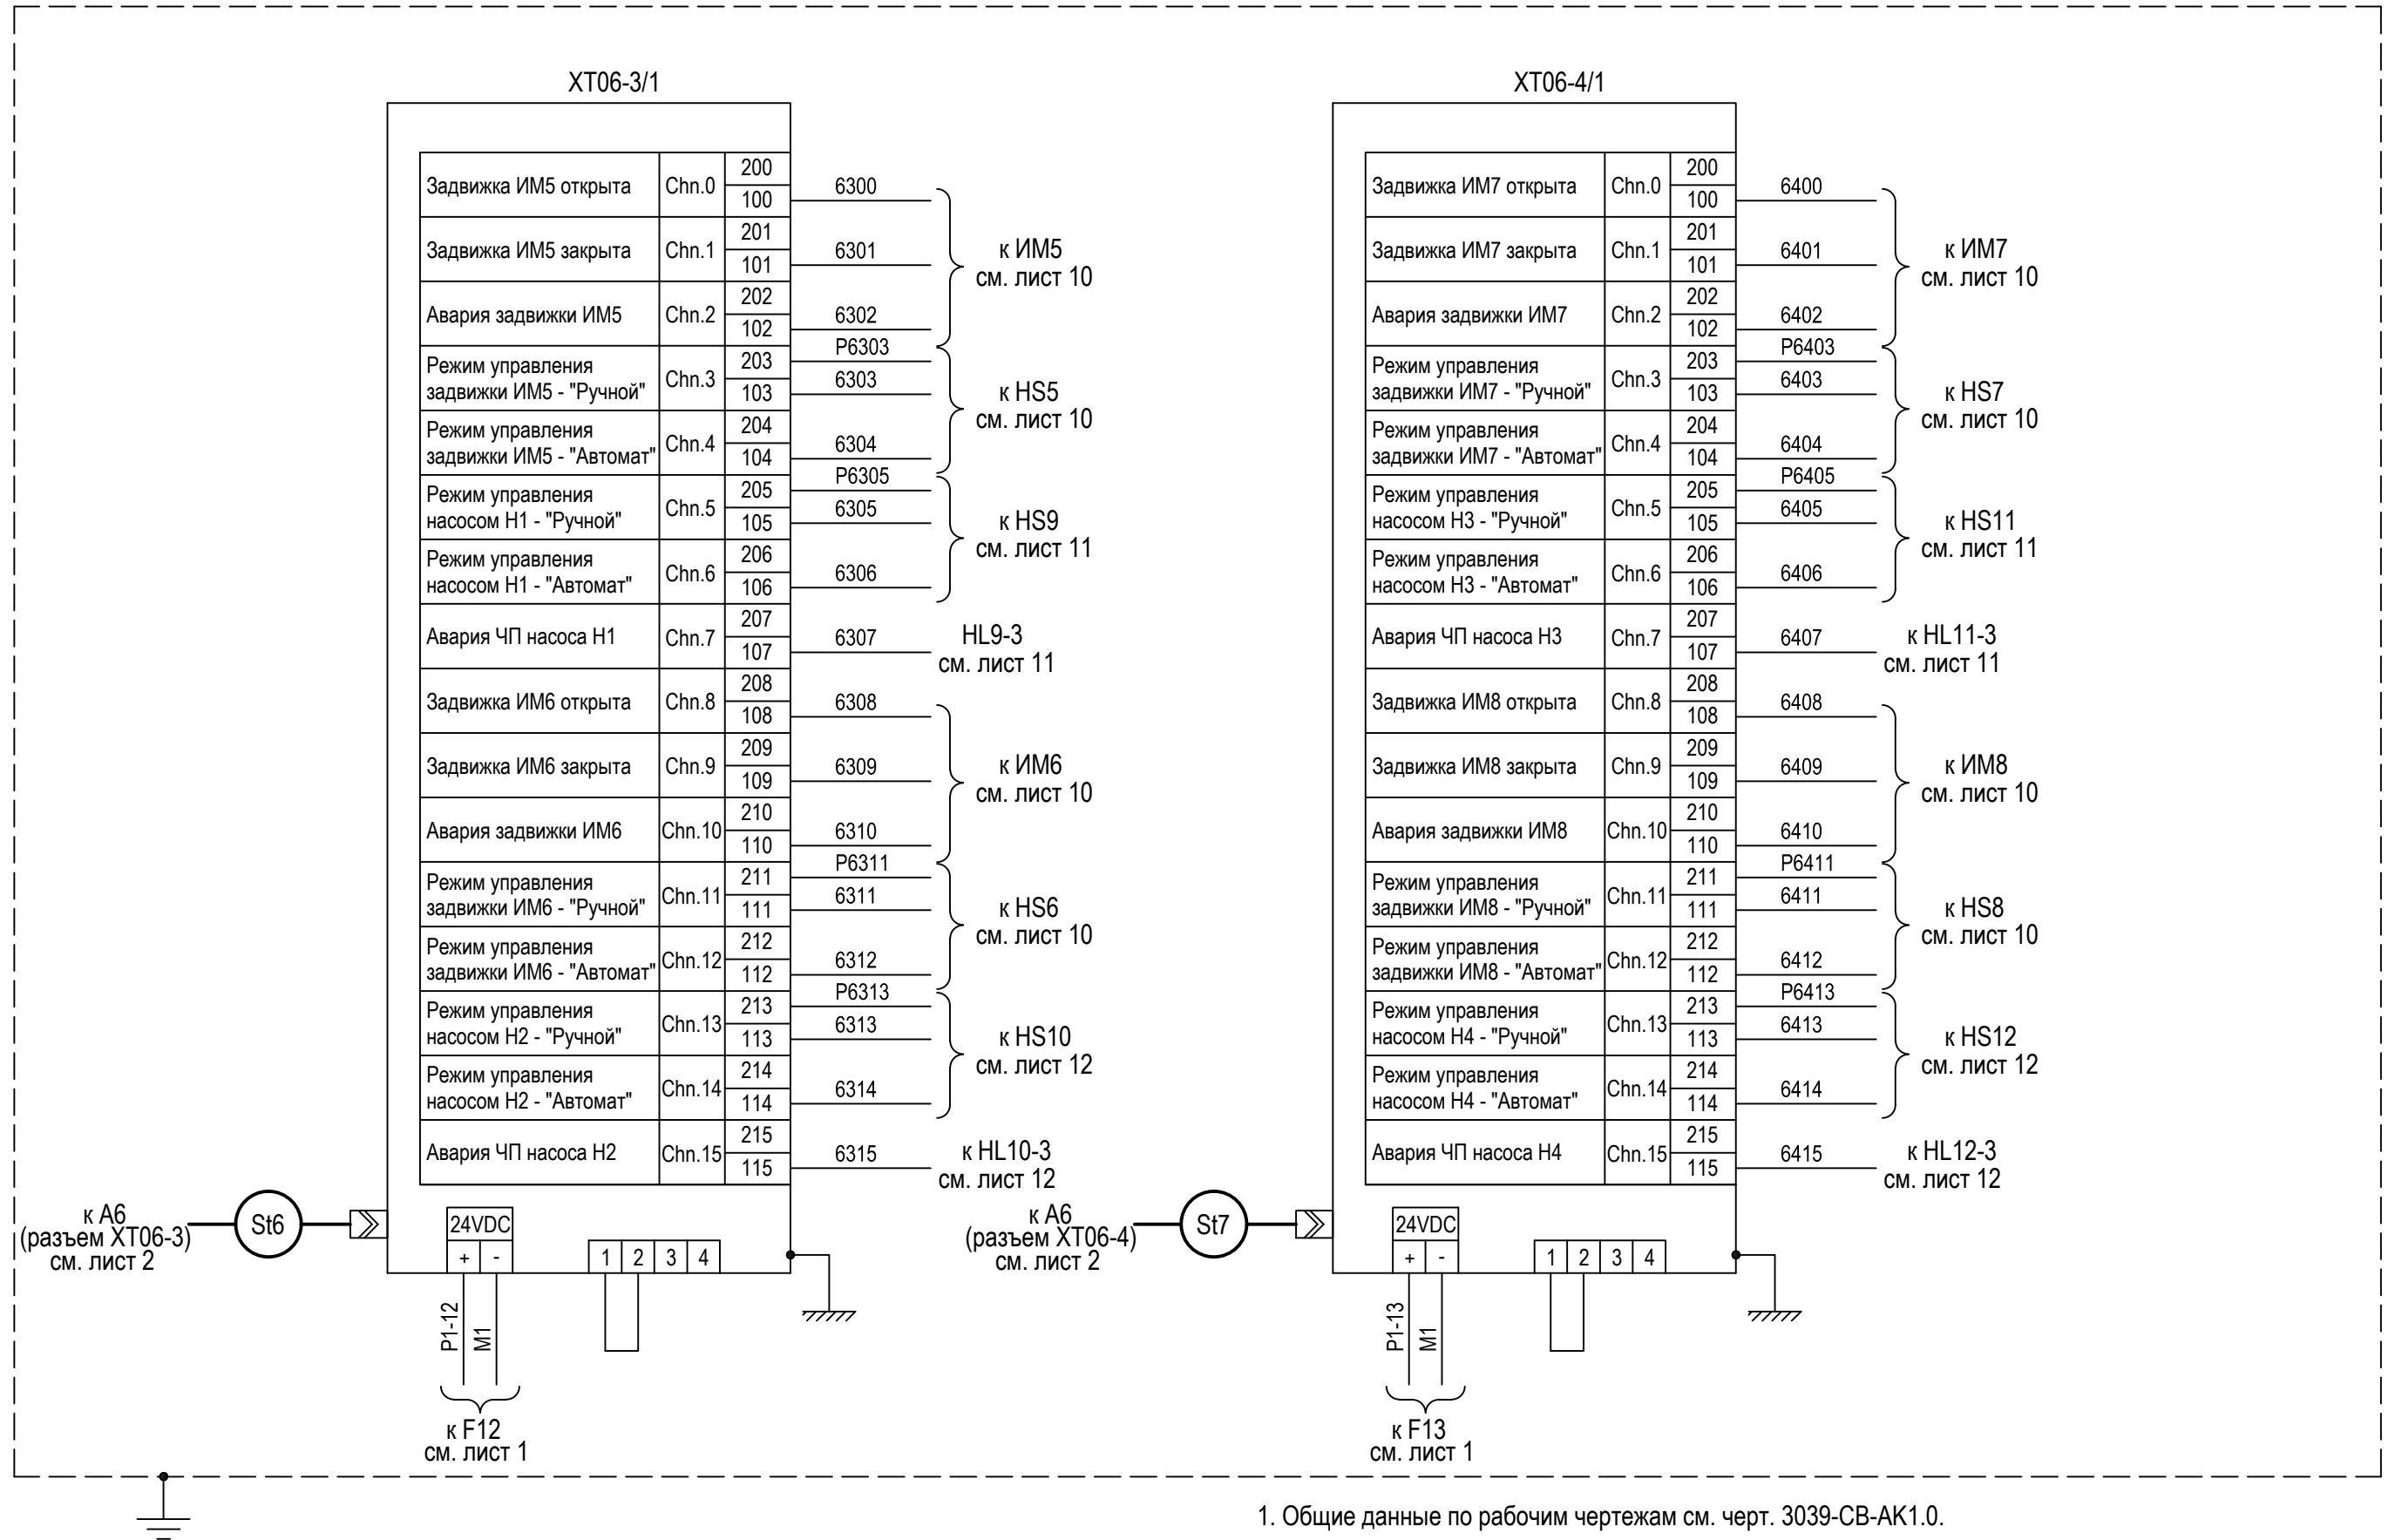 XT06-3/1
Задвижка ИМ5 открыта Chn.0 200
100 6300
Задвижка ИМ5 закрыта Chn.1 201
101 6301
к ИМ5
см. лист 10
Авария задвижки ИМ5 Chn.2 202
102 6302
Режим управления
задвижки ИМ5 - "Ручной" Chn.3 203 P6303
103 6303
к HS5
см. лист 10
Режим управления
задвижки ИМ5 - "Автомат" Chn.4 204
104 6304
Режим управления
насосом Н1 - "Ручной" Chn.5 205 P6305
105 6305
к HS9
см. лист 11
Режим управления
насосом Н1 - "Автомат" Chn.6 206
106 6306
Авария ЧП насоса Н1 Chn.7 207
107 6307
HL9-3
см. лист 11
Задвижка ИМ6 открыта Chn.8 208
108 6308
Задвижка ИМ6 закрыта Chn.9 209
109 6309
к ИМ6
см. лист 10
Авария задвижки ИМ6 Chn.10 210
110 6310
Режим управления
задвижки ИМ6 - "Ручной" Chn.11 211 P6311
111 6311
к HS6
см. лист 10
Режим управления
задвижки ИМ6 - "Автомат" Chn.12 212
112 6312
Режим управления
насосом Н2 - "Ручной" Chn.13 213 P6313
113 6313
к HS10
см. лист 12
Режим управления
насосом Н2 - "Автомат" Chn.14 214
114 6314
Авария ЧП насоса Н2 Chn.15 215
115 6315
к HL10-3
см. лист 12
к А6
(разъем XT06-3)
см. лист 2
St6
24VDC
+ -
1 2 3 4
P1-12
M1
к F12
см. лист 1
XT06-4/1
Задвижка ИМ7 открыта Chn.0 200
100 6400
Задвижка ИМ7 закрыта Chn.1 201
101 6401
к ИМ7
см. лист 10
Авария задвижки ИМ7 Chn.2 202
102 6402
Режим управления
задвижки ИМ7 - "Ручной" Chn.3 203 P6403
103 6403
к HS7
см. лист 10
Режим управления
задвижки ИМ7 - "Автомат" Chn.4 204
104 6404
Режим управления
насосом Н3 - "Ручной" Chn.5 205 P6405
105 6405
к HS11
см. лист 11
Режим управления
насосом Н3 - "Автомат" Chn.6 206
106 6406
Авария ЧП насоса Н3 Chn.7 207
107 6407
к HL11-3
см. лист 11
Задвижка ИМ8 открыта Chn.8 208
108 6408
Задвижка ИМ8 закрыта Chn.9 209
109 6409
к ИМ8
см. лист 10
Авария задвижки ИМ8 Chn.10 210
110 6410
Режим управления
задвижки ИМ8 - "Ручной" Chn.11 211 P6411
111 6411
к HS8
см. лист 10
Режим управления
задвижки ИМ8 - "Автомат" Chn.12 212
112 6412
Режим управления
насосом Н4 - "Ручной" Chn.13 213 P6413
113 6413
к HS12
см. лист 12
Режим управления
насосом Н4 - "Автомат" Chn.14 214
114 6414
Авария ЧП насоса Н4 Chn.15 215
115 6415
к HL12-3
см. лист 12
к А6
(разъем XT06-4)
см. лист 2
St7
24VDC
+ -
1 2 3 4
P1-13
M1
к F13
см. лист 1
1. Общие данные по рабочим чертежам см. черт. 3039-СВ-АК1.0.